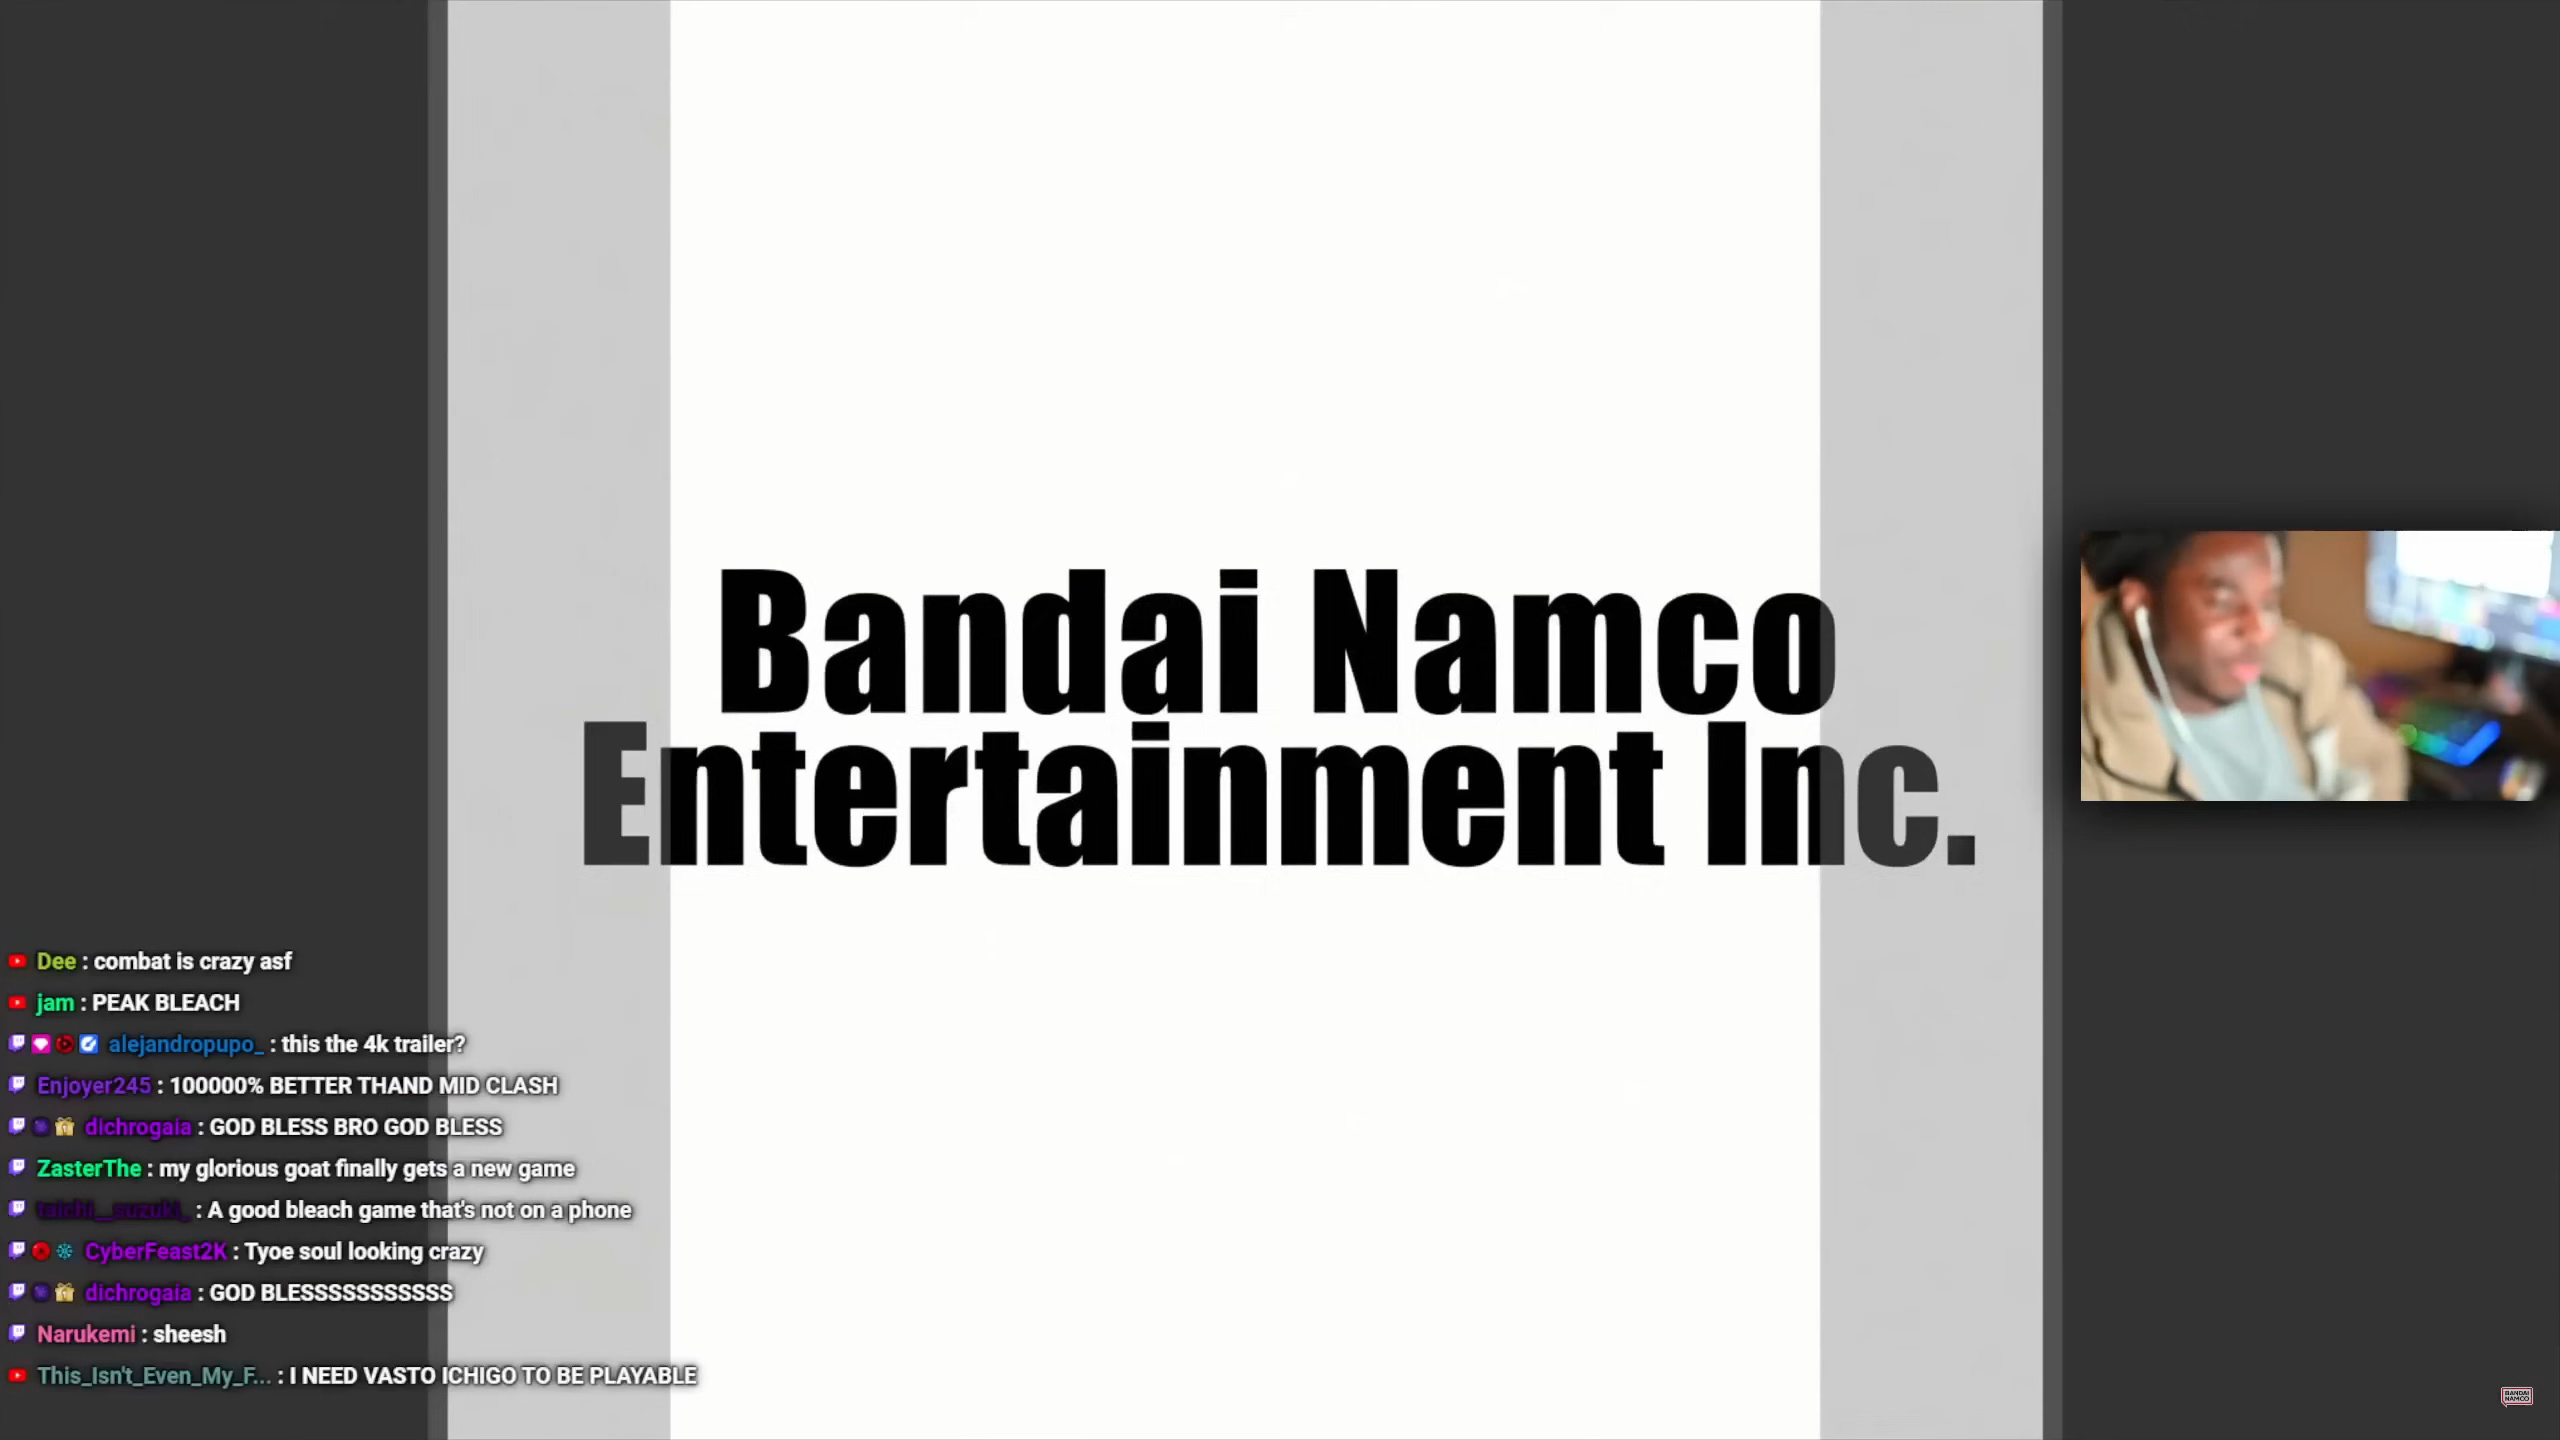 Bandai Namco
Entertainment Inc.
Dee : combat is crazy asf
jam : PEAK BLEACH
alejandropupo_ : this the 4k trailer?
Enjoyer245 : 100000% BETTER THAND MID CLASH
dichrogaia : GOD BLESS BRO GOD BLESS
ZasterThe : my glorious goat finally gets a new game
taichi__suzuki_ : A good bleach game that's not on a phone
CyberFeast2K : Tyoe soul looking crazy
dichrogaia : GOD BLESSSSSSSSSSS
Narukemi : sheesh
This_Isn't_Even_My_F... : I NEED VASTO ICHIGO TO BE PLAYABLE
BANDAI
NAMCO